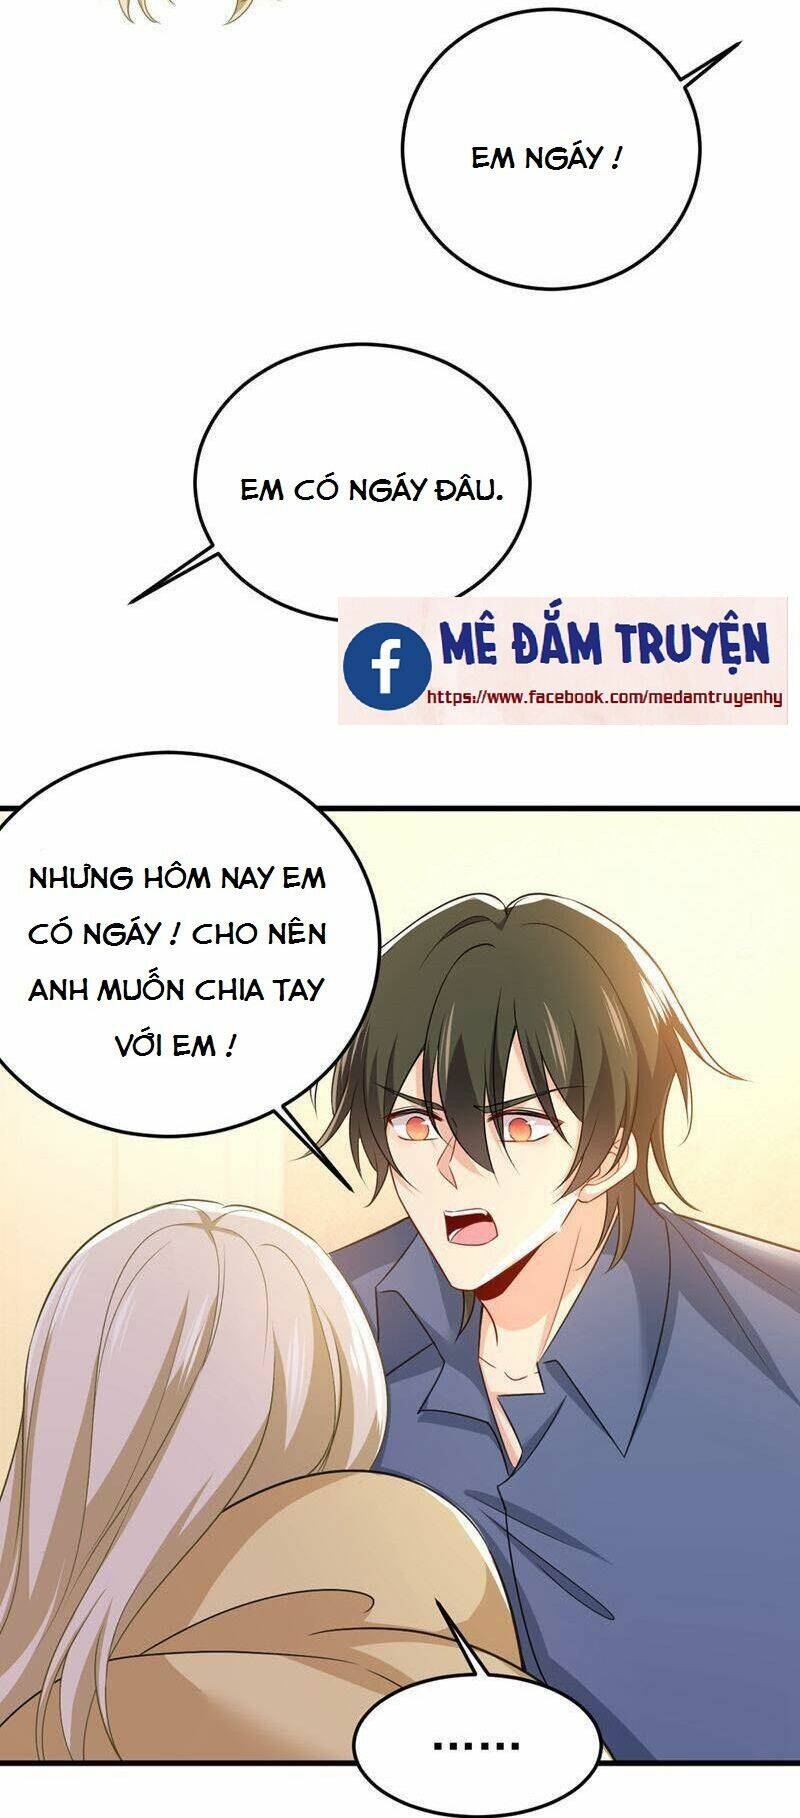 EM NGÁY !
EM CÓ NGÁY ĐÂU.
MÊ ĐẮM TRUYỆN
https://www.facebook.com/medamtruyenhy
NHƯNG HÔM NAY EM
CÓ NGÁY ! CHO NÊN
ANH MUỐN CHIA TAY
VỚI EM !
......